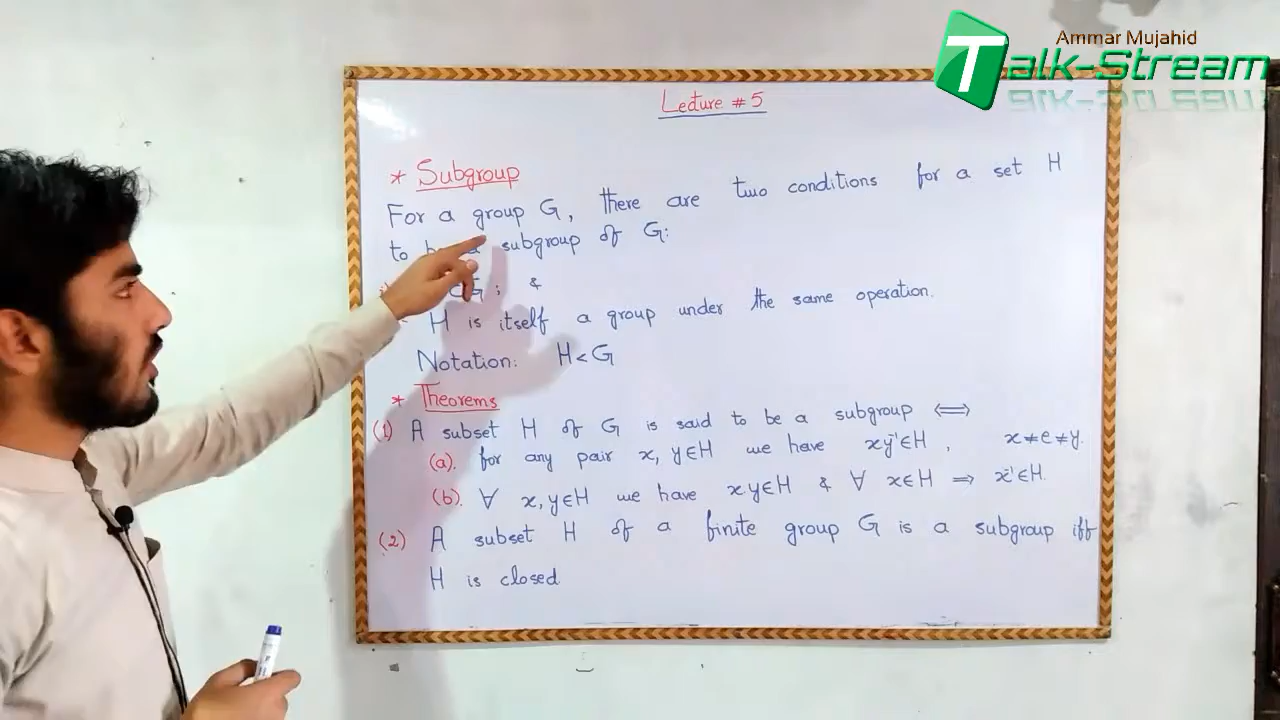 Ammar Mujahid
Talk-Stream
Lecture # 5
* Subgroup
For a group G, there are two conditions for a set H
to be a subgroup of G:
⊂G ; &
H is itself a group under the same operation.
Notation: H<G
* Theorems
(1) A subset H of G is said to be a subgroup ⟺
(a). for any pair x, y∈H we have xy⁻¹∈H , x≠e≠y.
(b). ∀ x,y∈H we have x.y∈H & ∀ x∈H ⇒ x⁻¹∈H.
(2) A subset H of a finite group G is a subgroup iff
H is closed